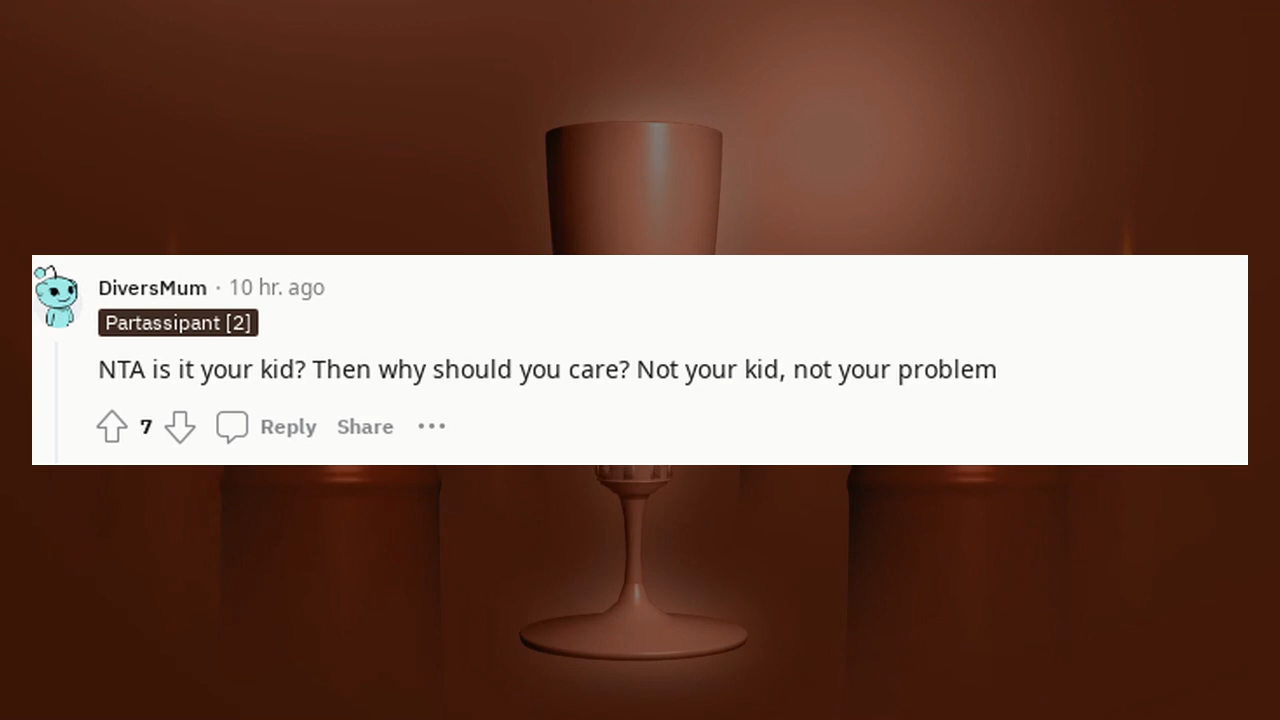 DiversMum · 10 hr. ago
Partassipant [2]
NTA is it your kid? Then why should you care? Not your kid, not your problem
7 Reply Share ···